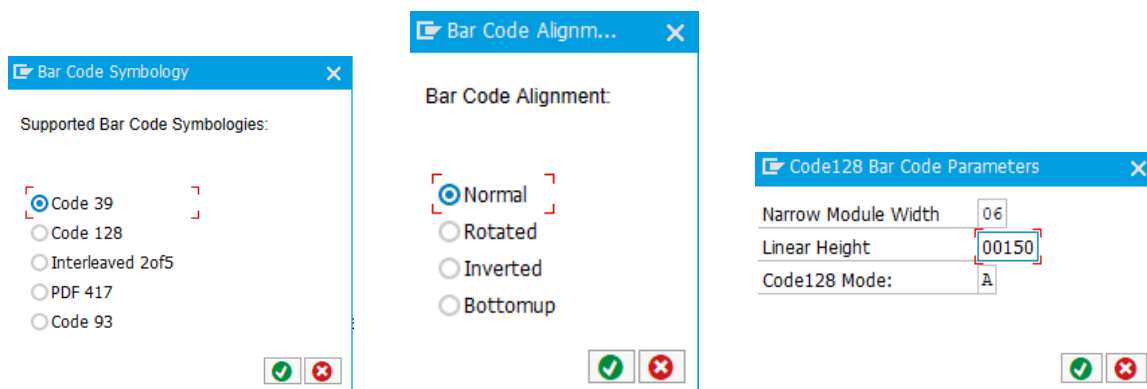 Bar Code Symbology
Supported Bar Code Symbologies:
Code 39
Code 128
Interleaved 2of5
PDF 417
Code 93
Bar Code Alignm...
Bar Code Alignment:
Normal
Rotated
Inverted
Bottomup
Code128 Bar Code Parameters
Narrow Module Width 06
Linear Height 00150
Code128 Mode: A